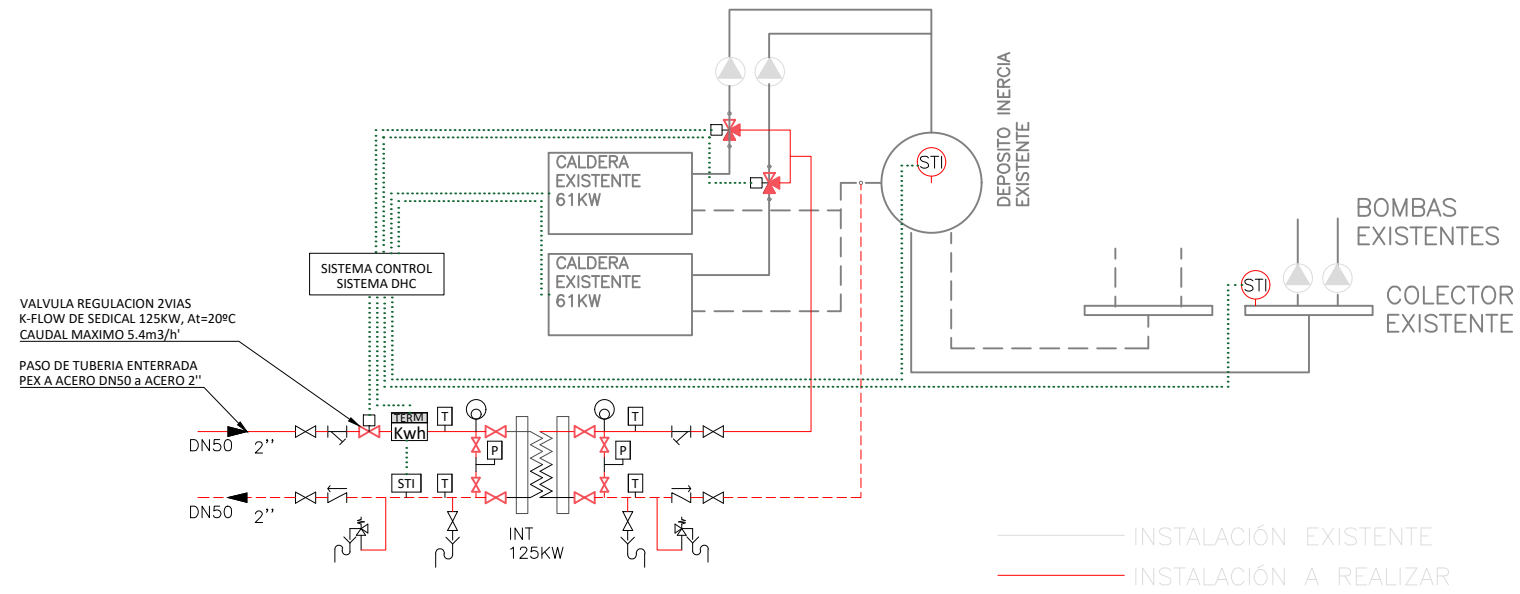 DEPOSITO INERCIA
EXISTENTE
STI
CALDERA
EXISTENTE
61KW
BOMBAS
EXISTENTES
CALDERA
EXISTENTE
61KW
SISTEMA CONTROL
SISTEMA DHC
STI
COLECTOR
EXISTENTE
VALVULA REGULACION 2VIAS
K-FLOW DE SEDICAL 125KW, At=20ºC
CAUDAL MAXIMO 5.4m3/h'
PASO DE TUBERIA ENTERRADA
PEX A ACERO DN50 a ACERO 2''
TERM
Kwh
T
T
DN50 2''
P
P
STI
T
T
DN50 2''
INT
125KW
INSTALACIÓN EXISTENTE
INSTALACIÓN A REALIZAR